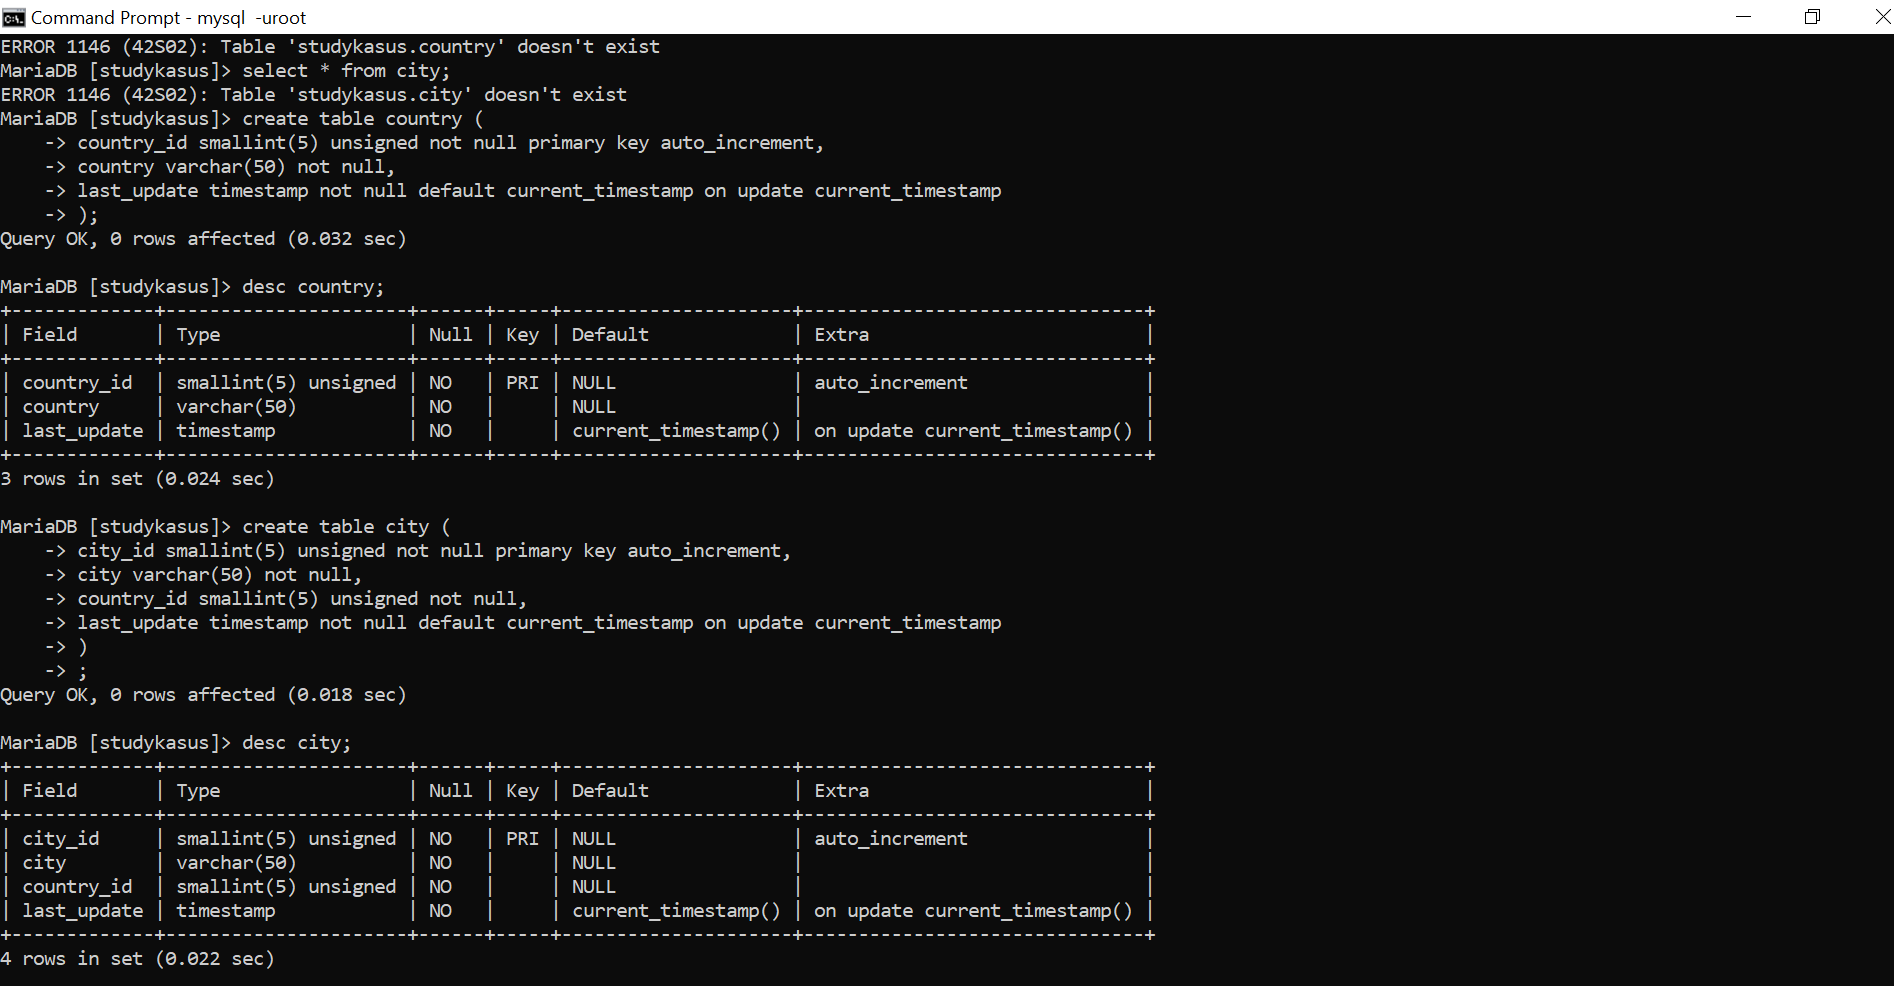 Command Prompt - mysql  -uroot
ERROR 1146 (42S02): Table 'studykasus.country' doesn't exist
MariaDB [studykasus]> select * from city;
ERROR 1146 (42S02): Table 'studykasus.city' doesn't exist
MariaDB [studykasus]> create table country (
    -> country_id smallint(5) unsigned not null primary key auto_increment,
    -> country varchar(50) not null,
    -> last_update timestamp not null default current_timestamp on update current_timestamp
    -> );
Query OK, 0 rows affected (0.032 sec)

MariaDB [studykasus]> desc country;
+-------------+----------------------+------+-----+---------------------+-------------------------------+
| Field       | Type                 | Null | Key | Default             | Extra                         |
+-------------+----------------------+------+-----+---------------------+-------------------------------+
| country_id  | smallint(5) unsigned | NO   | PRI | NULL                | auto_increment                |
| country     | varchar(50)          | NO   |     | NULL                |                               |
| last_update | timestamp            | NO   |     | current_timestamp() | on update current_timestamp() |
+-------------+----------------------+------+-----+---------------------+-------------------------------+
3 rows in set (0.024 sec)

MariaDB [studykasus]> create table city (
    -> city_id smallint(5) unsigned not null primary key auto_increment,
    -> city varchar(50) not null,
    -> country_id smallint(5) unsigned not null,
    -> last_update timestamp not null default current_timestamp on update current_timestamp
    -> )
    -> ;
Query OK, 0 rows affected (0.018 sec)

MariaDB [studykasus]> desc city;
+-------------+----------------------+------+-----+---------------------+-------------------------------+
| Field       | Type                 | Null | Key | Default             | Extra                         |
+-------------+----------------------+------+-----+---------------------+-------------------------------+
| city_id     | smallint(5) unsigned | NO   | PRI | NULL                | auto_increment                |
| city        | varchar(50)          | NO   |     | NULL                |                               |
| country_id  | smallint(5) unsigned | NO   |     | NULL                |                               |
| last_update | timestamp            | NO   |     | current_timestamp() | on update current_timestamp() |
+-------------+----------------------+------+-----+---------------------+-------------------------------+
4 rows in set (0.022 sec)